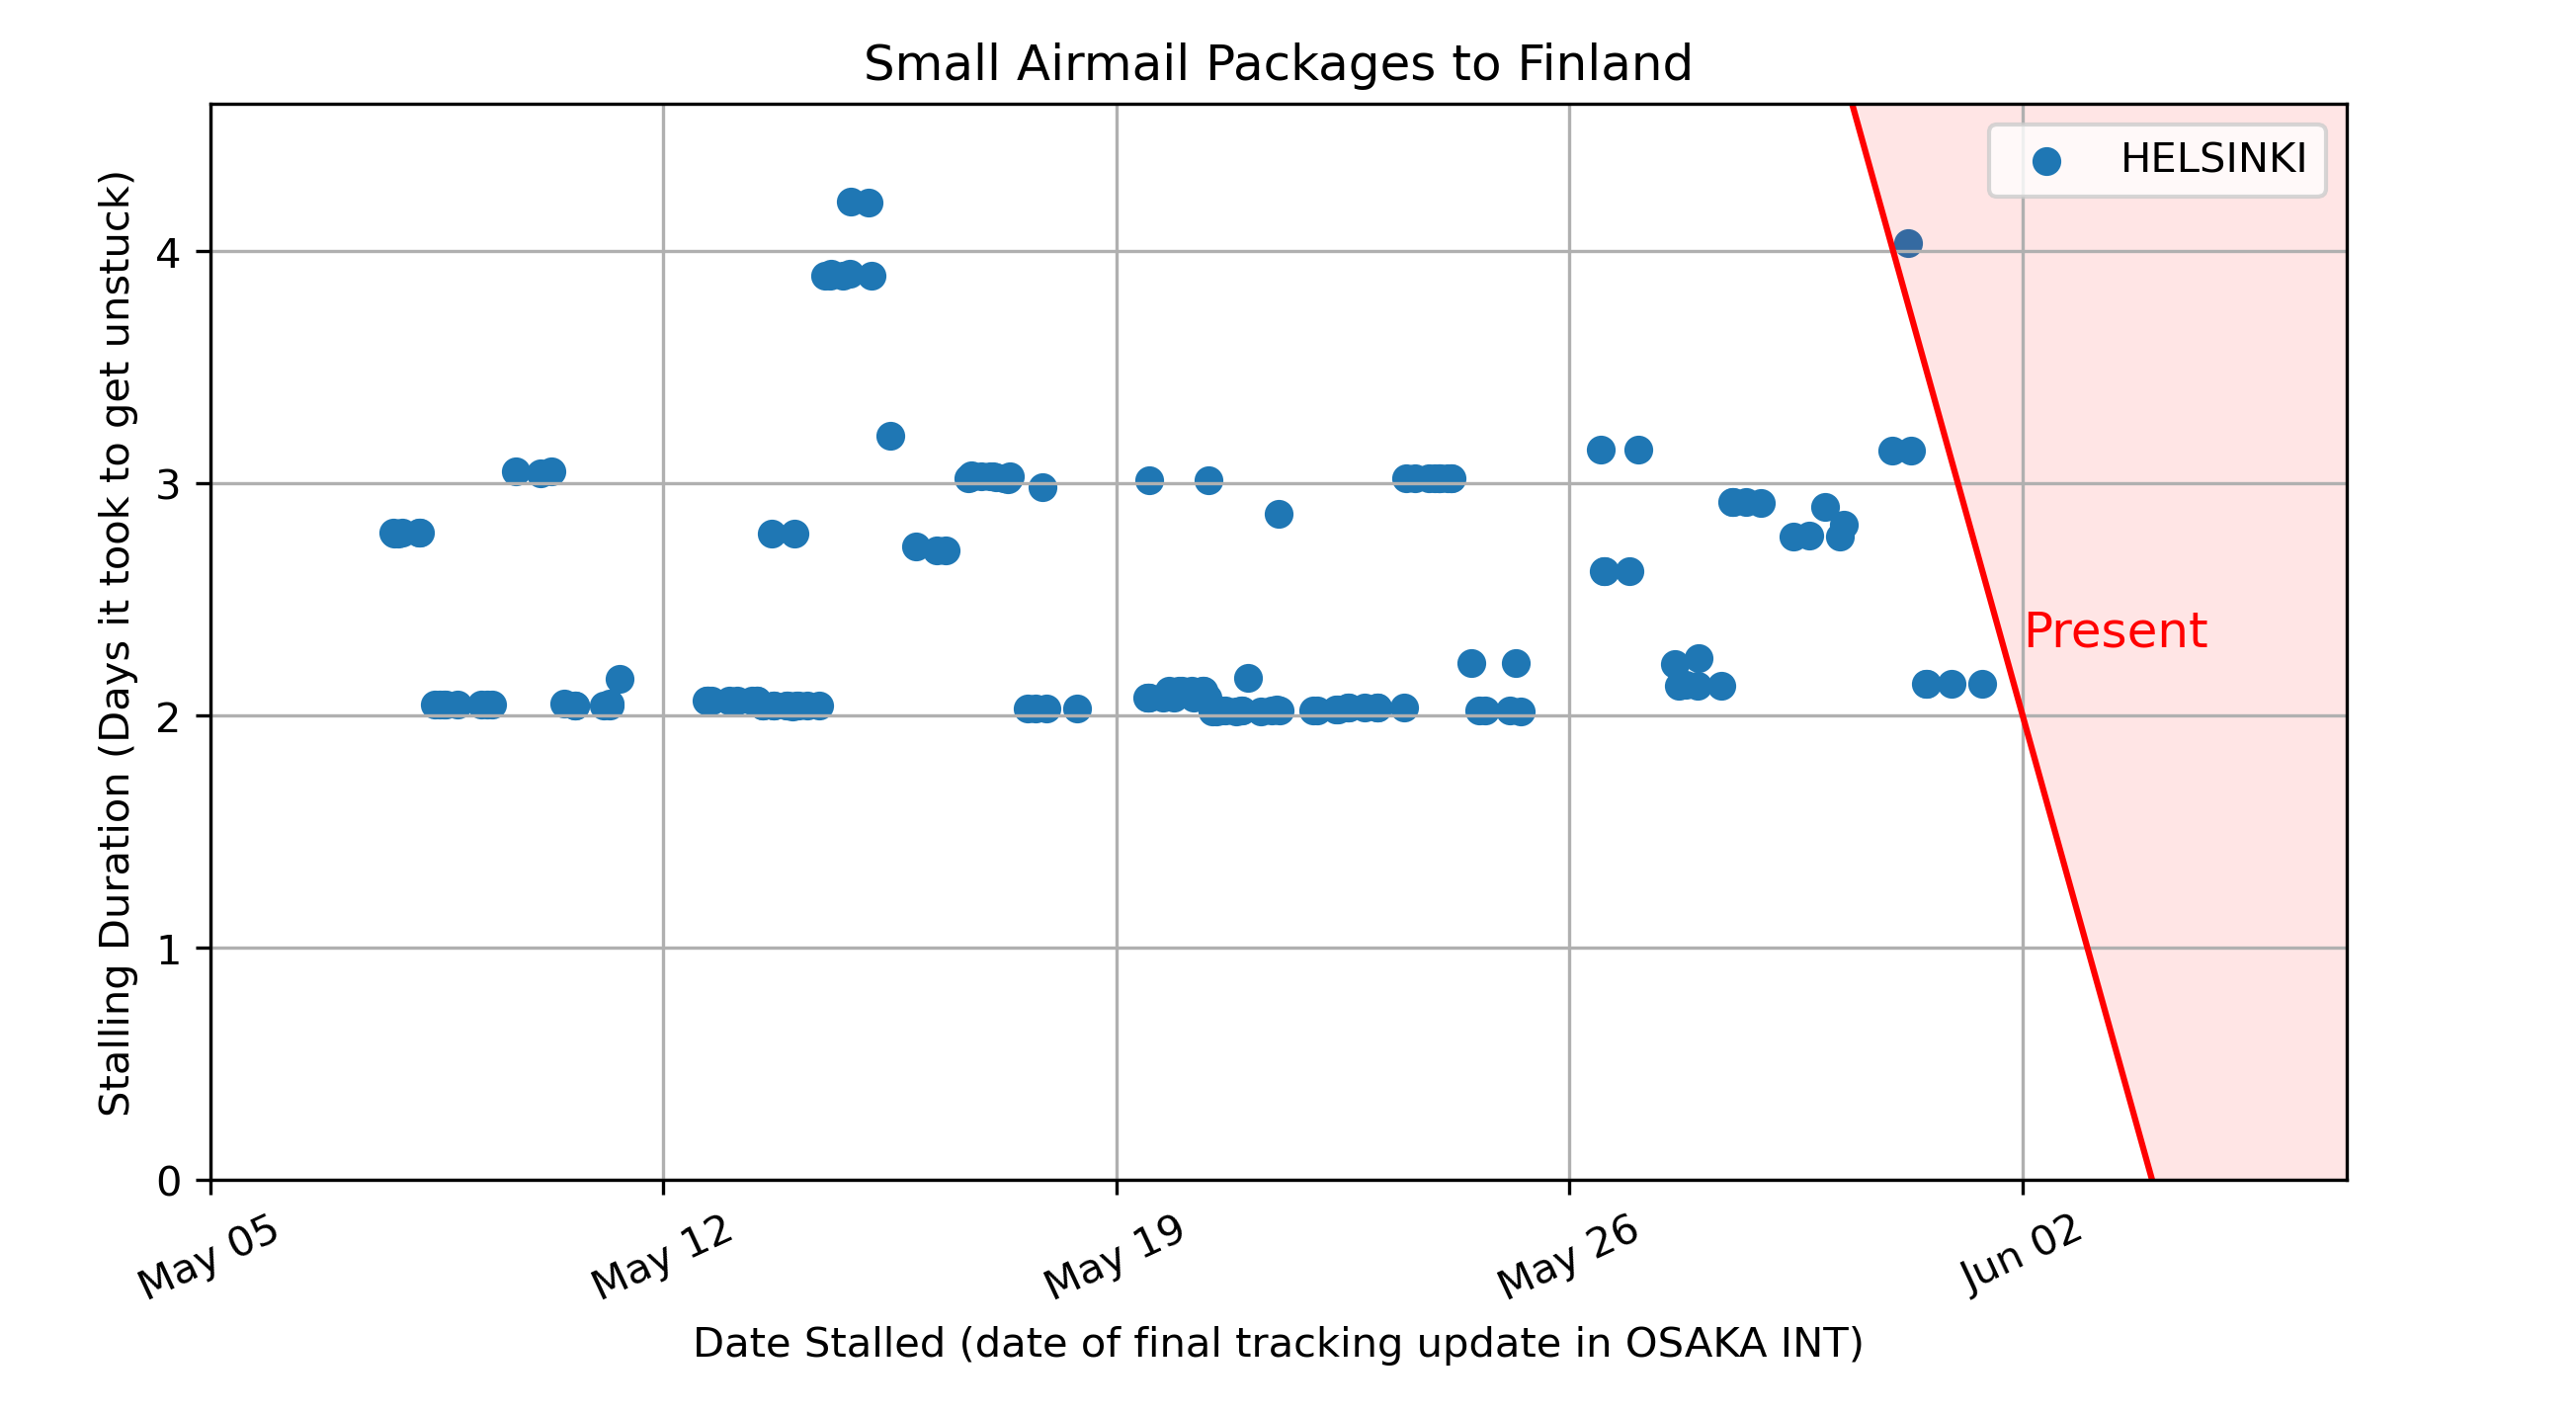 Small Airmail Packages to Finland
HELSINKI
Stalling Duration (Days it took to get unstuck)
4
3
2
1
0
Present
May 05
May 12
May 19
May 26
Jun 02
Date Stalled (date of final tracking update in OSAKA INT)